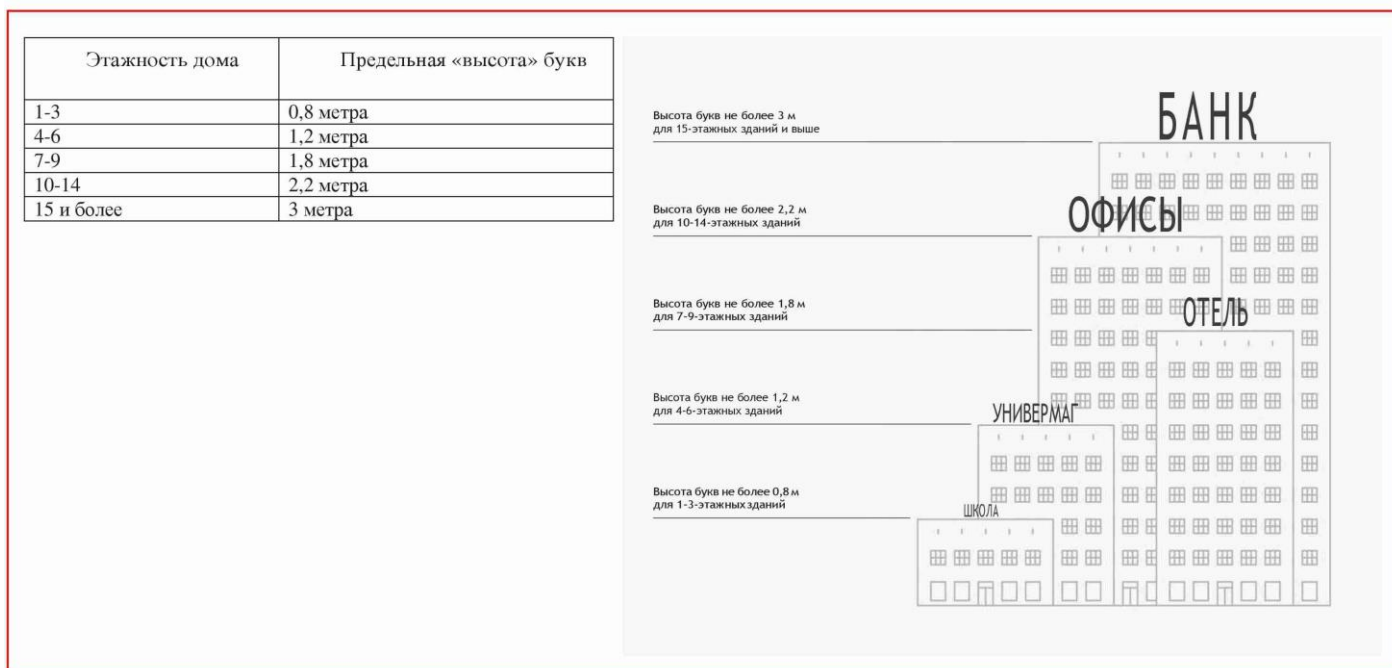 Этажность дома Предельная «высота» букв
1-3 0,8 метра
4-6 1,2 метра
7-9 1,8 метра
10-14 2,2 метра
15 и более 3 метра
Высота букв не более 3 м
для 15-этажных зданий и выше
БАНК
Высота букв не более 2,2 м
для 10-14-этажных зданий
ОФИСЫ
Высота букв не более 1,8 м
для 7-9-этажных зданий
ОТЕЛЬ
Высота букв не более 1,2 м
для 4-6-этажных зданий
УНИВЕРМАГ
Высота букв не более 0,8 м
для 1-3-этажных зданий
ШКОЛА